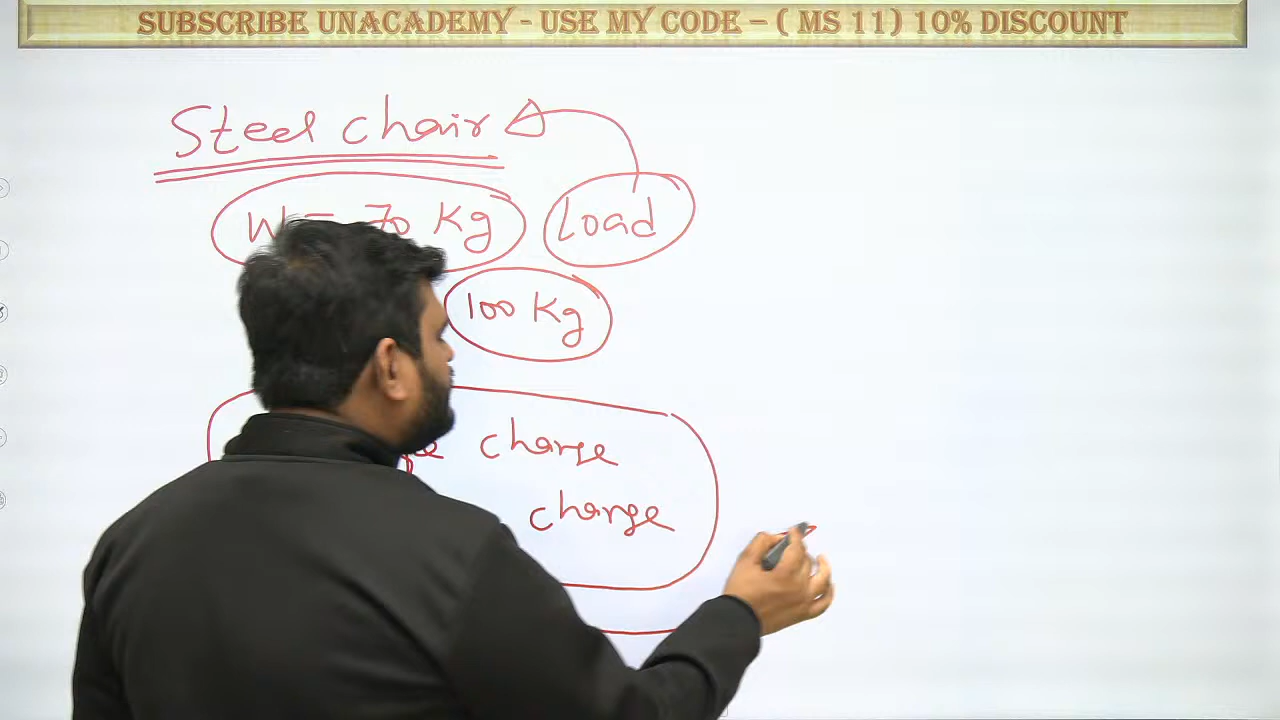 SUBSCRIBE UNACADEMY - USE MY CODE – ( MS 11) 10% DISCOUNT
Steel chair
W = 70 Kg Load
100 Kg
charge
charge